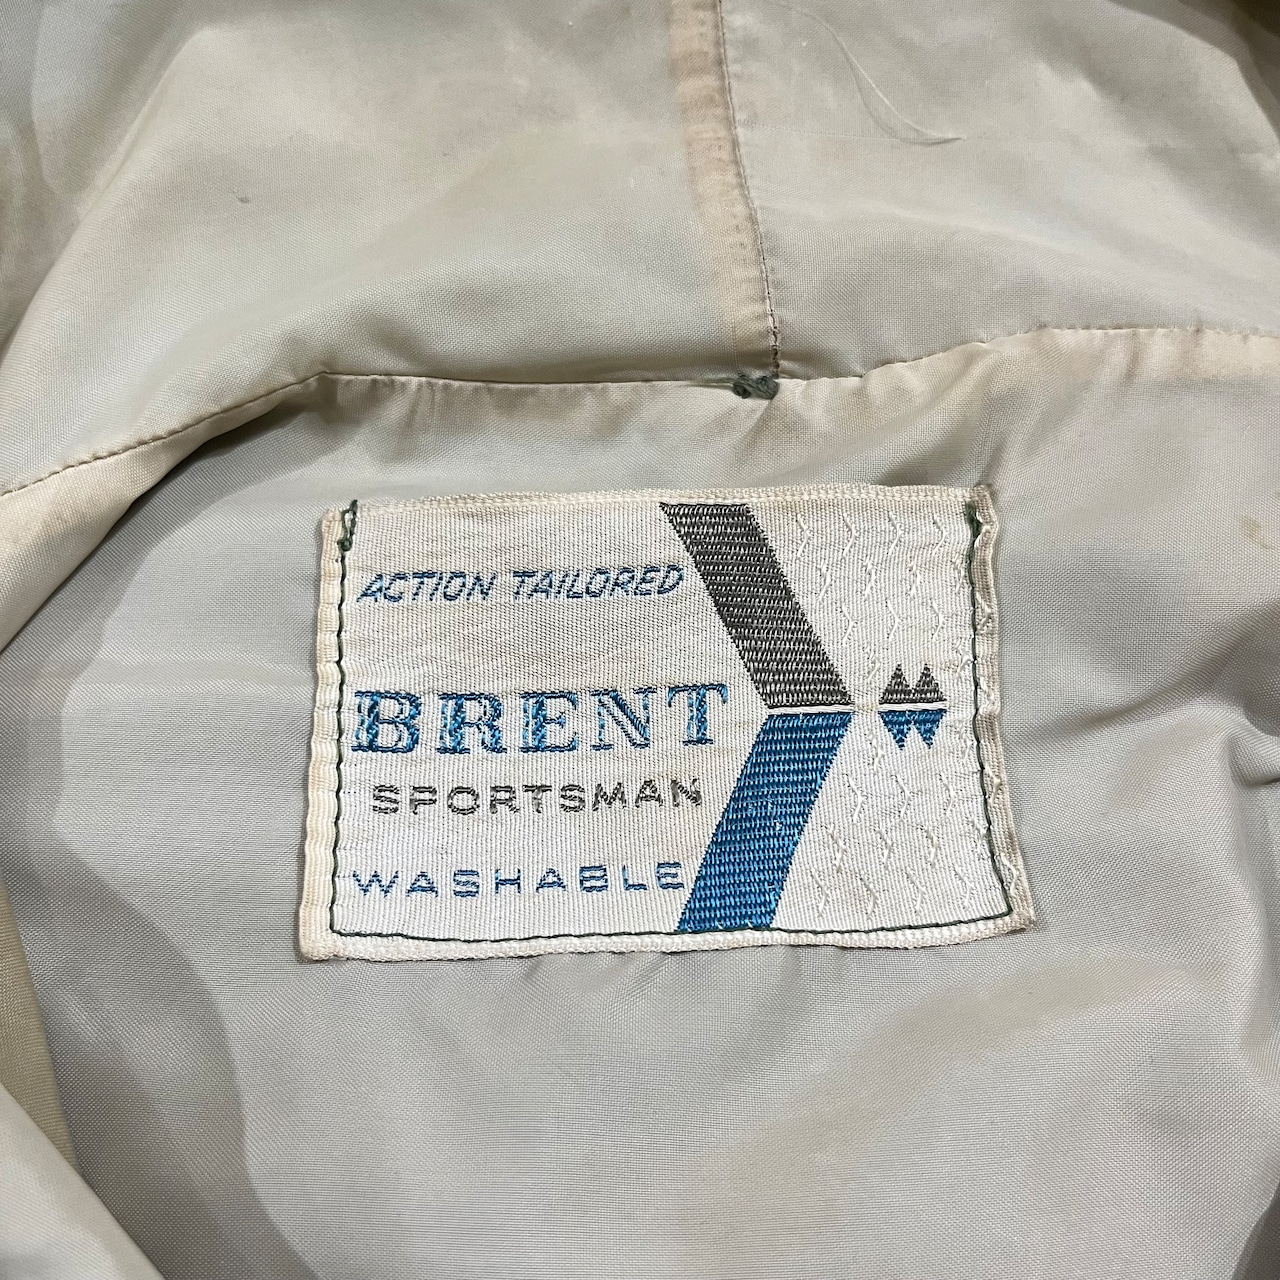 ACTION TAILORED
BRENT
SPORTSMAN
WASHABLE